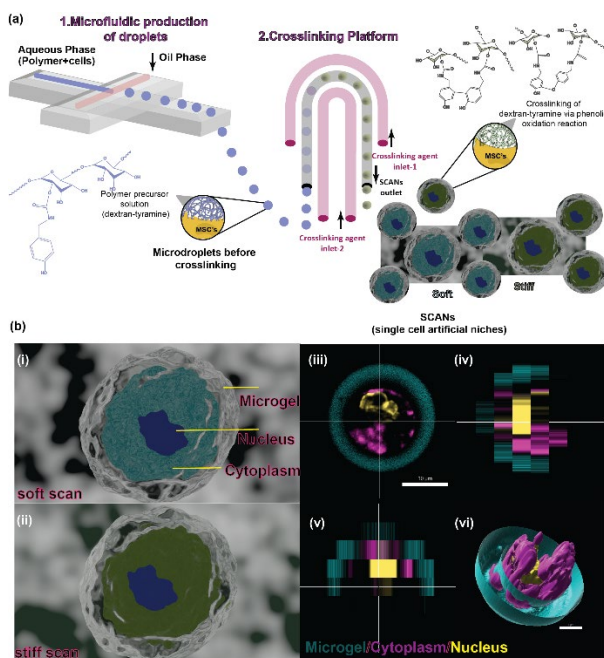 (a)
1.Microfluidic production
of droplets
Aqueous Phase
(Polymer+cells)
Oil Phase
2.Crosslinking Platform
Crosslinking of
dextran-tyramine via phenolic
oxidation reaction
MSC's
Crosslinking agent
inlet-1
SCANs
outlet
Polymer precursor
solution
(dextran-tyramine)
MSC's
Microdroplets before
crosslinking
Crosslinking agent
inlet-2
Soft
Stiff
SCANs
(single cell artificial niches)
(b)
(i)
Microgel
Nucleus
Cytoplasm
soft scan
(ii)
stiff scan
(iii)
(iv)
(v)
(vi)
Microgel/Cytoplasm/Nucleus